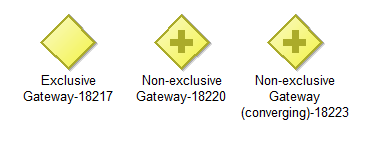 Exclusive
Gateway-18217
Non-exclusive
Gateway-18220
Non-exclusive
Gateway
(converging)-18223